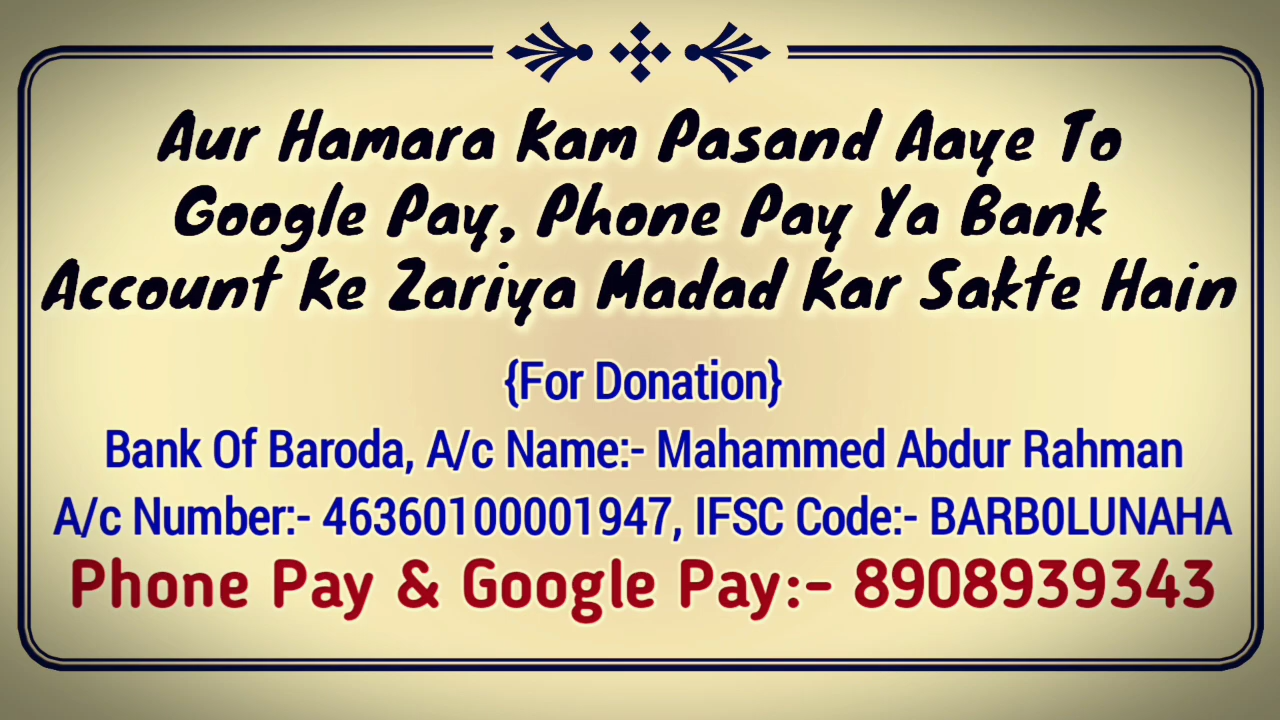 Aur Hamara Kam Pasand Aaye To
Google Pay, Phone Pay Ya Bank
Account Ke Zariya Madad Kar Sakte Hain
{For Donation}
Bank Of Baroda, A/c Name:- Mahammed Abdur Rahman
A/c Number:- 46360100001947, IFSC Code:- BARB0LUNAHA
Phone Pay & Google Pay:- 8908939343